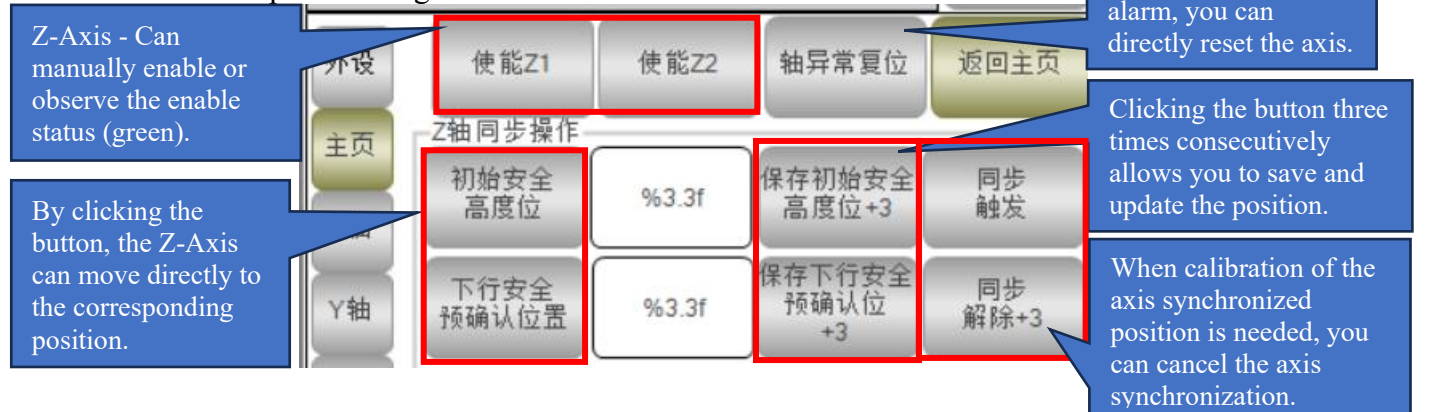 alarm, you can
directly reset the axis.
Z-Axis - Can
manually enable or
observe the enable
status (green).
外设
使能Z1
使能Z2
轴异常复位
返回主页
主页
Z轴同步操作
Clicking the button three
times consecutively
allows you to save and
update the position.
By clicking the
button, the Z-Axis
can move directly to
the corresponding
position.
初始安全
高度位
%3.3f
保存初始安全
高度位+3
同步
触发
Y轴
下行安全
预确认位置
%3.3f
保存下行安全
预确认位
+3
同步
解除+3
When calibration of the
axis synchronized
position is needed, you
can cancel the axis
synchronization.